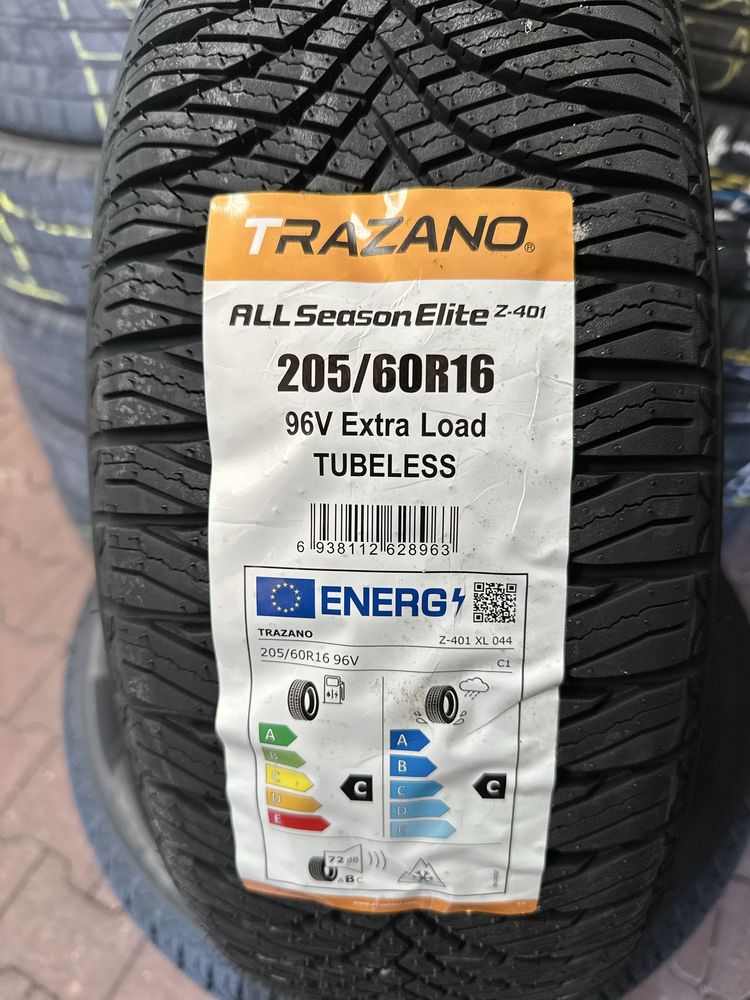 TRAZANO®
ALL Season Elite Z-401
205/60R16
96V Extra Load
TUBELESS
6 938112 628963
ENERG
TRAZANO Z-401 XL 044
205/60R16 96V C1
A A
B B
C C C C
D D
E E
72 dB
ABC